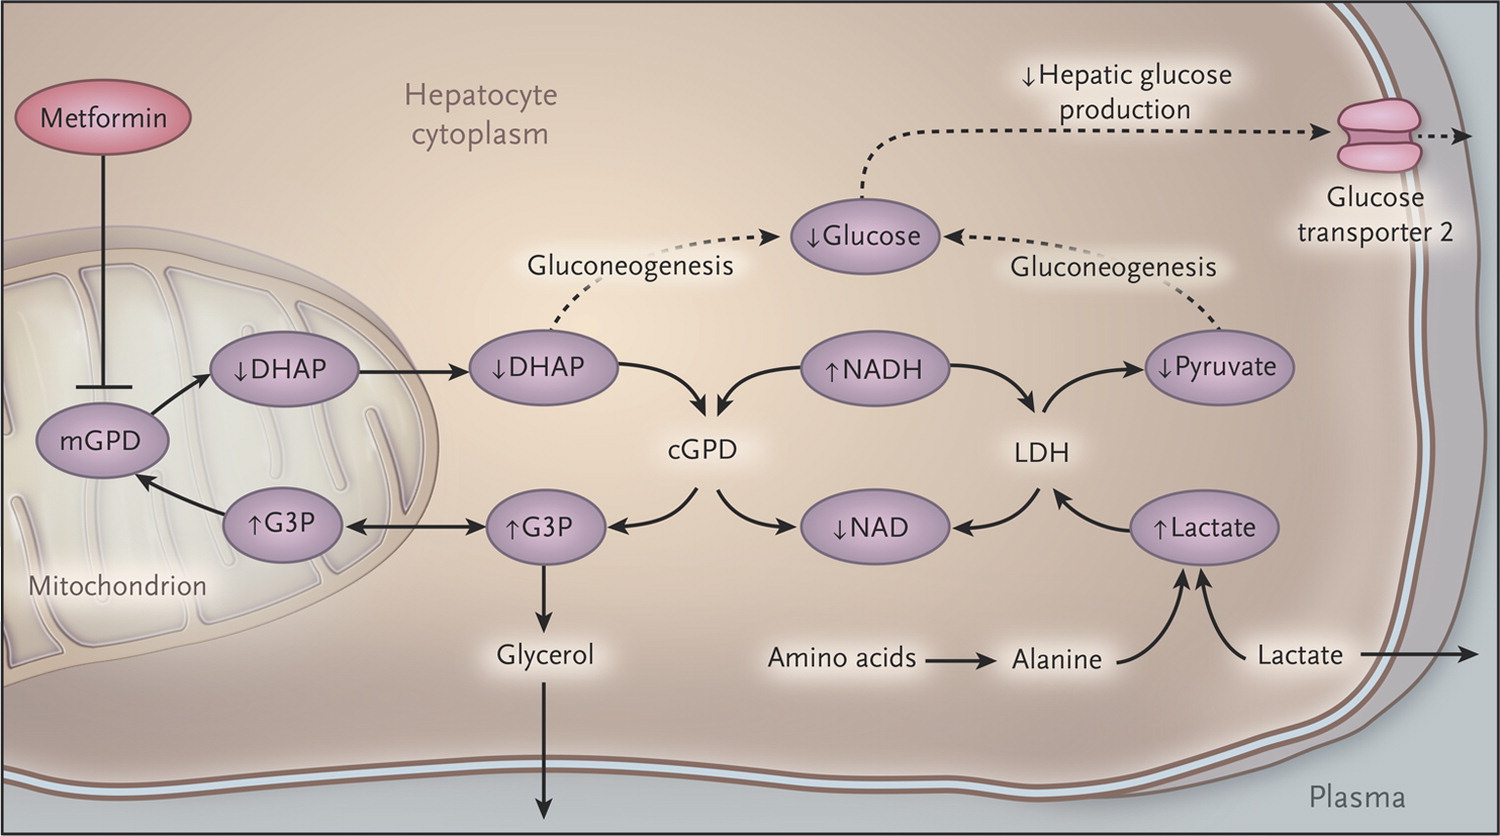 ↓Hepatic glucose
production
Metformin
Hepatocyte
cytoplasm
Glucose
transporter 2
↓Glucose
Gluconeogenesis
Gluconeogenesis
↓DHAP
↓DHAP
↑NADH
↓Pyruvate
mGPD
cGPD
LDH
↑G3P
↑G3P
↓NAD
↑Lactate
Mitochondrion
Glycerol
Amino acids
Alanine
Lactate
Plasma